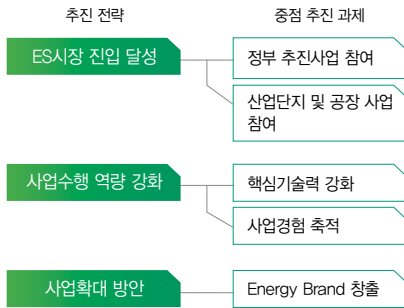 추진 전략
중점 추진 과제
ES시장 진입 달성
정부 추진사업 참여
산업단지 및 공장 사업
참여
사업수행 역량 강화
핵심기술력 강화
사업경험 축적
사업확대 방안
Energy Brand 창출